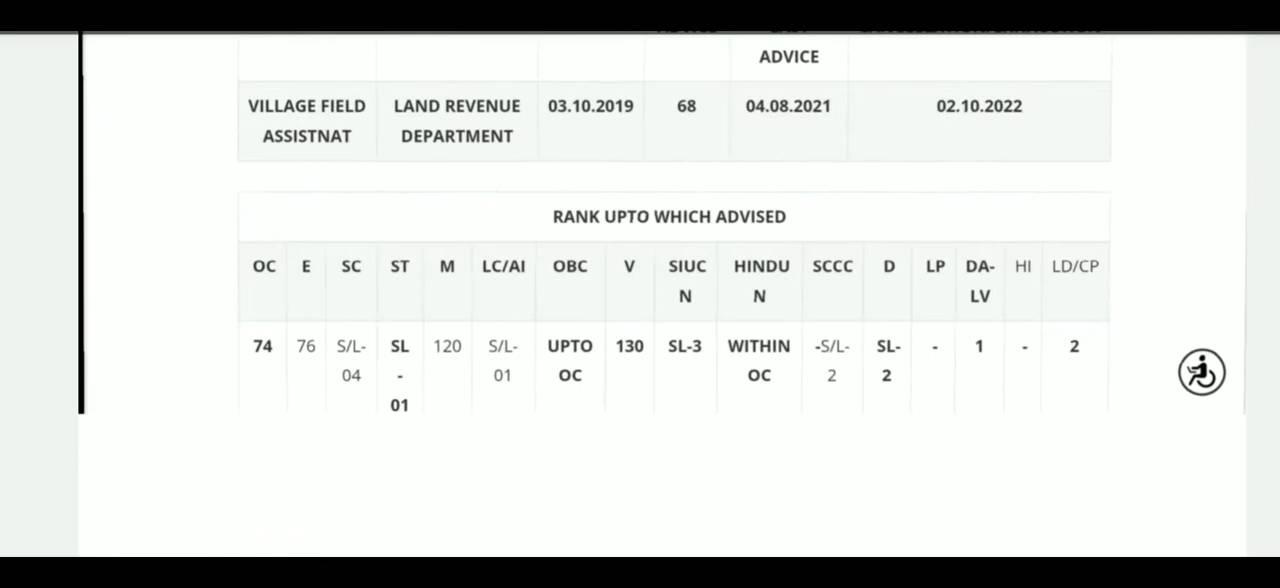 ADVICE
VILLAGE FIELD LAND REVENUE 03.10.2019 68 04.08.2021 02.10.2022
ASSISTNAT DEPARTMENT
RANK UPTO WHICH ADVISED
OC E SC ST M LC/AI OBC V SIUC HINDU SCCC D LP DA- HI LD/CP
N N LV
74 76 S/L- SL 120 S/L- UPTO 130 SL-3 WITHIN -S/L- SL- - 1 - 2
04 - 01 OC OC 2 2
01